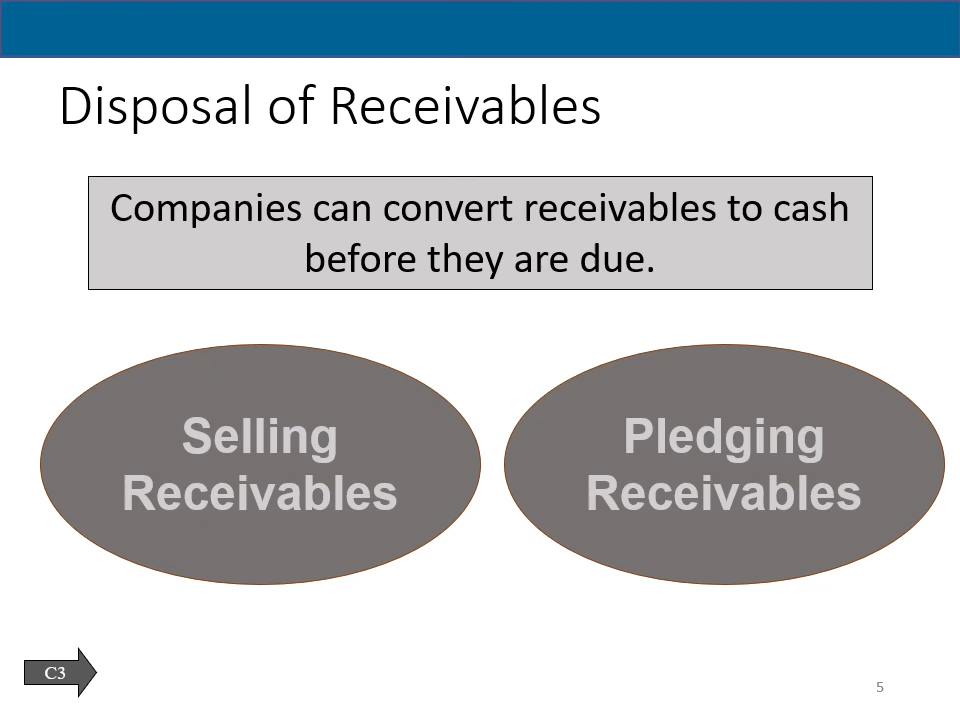 Disposal of Receivables
Companies can convert receivables to cash
before they are due.
Selling
Receivables
Pledging
Receivables
C3
5